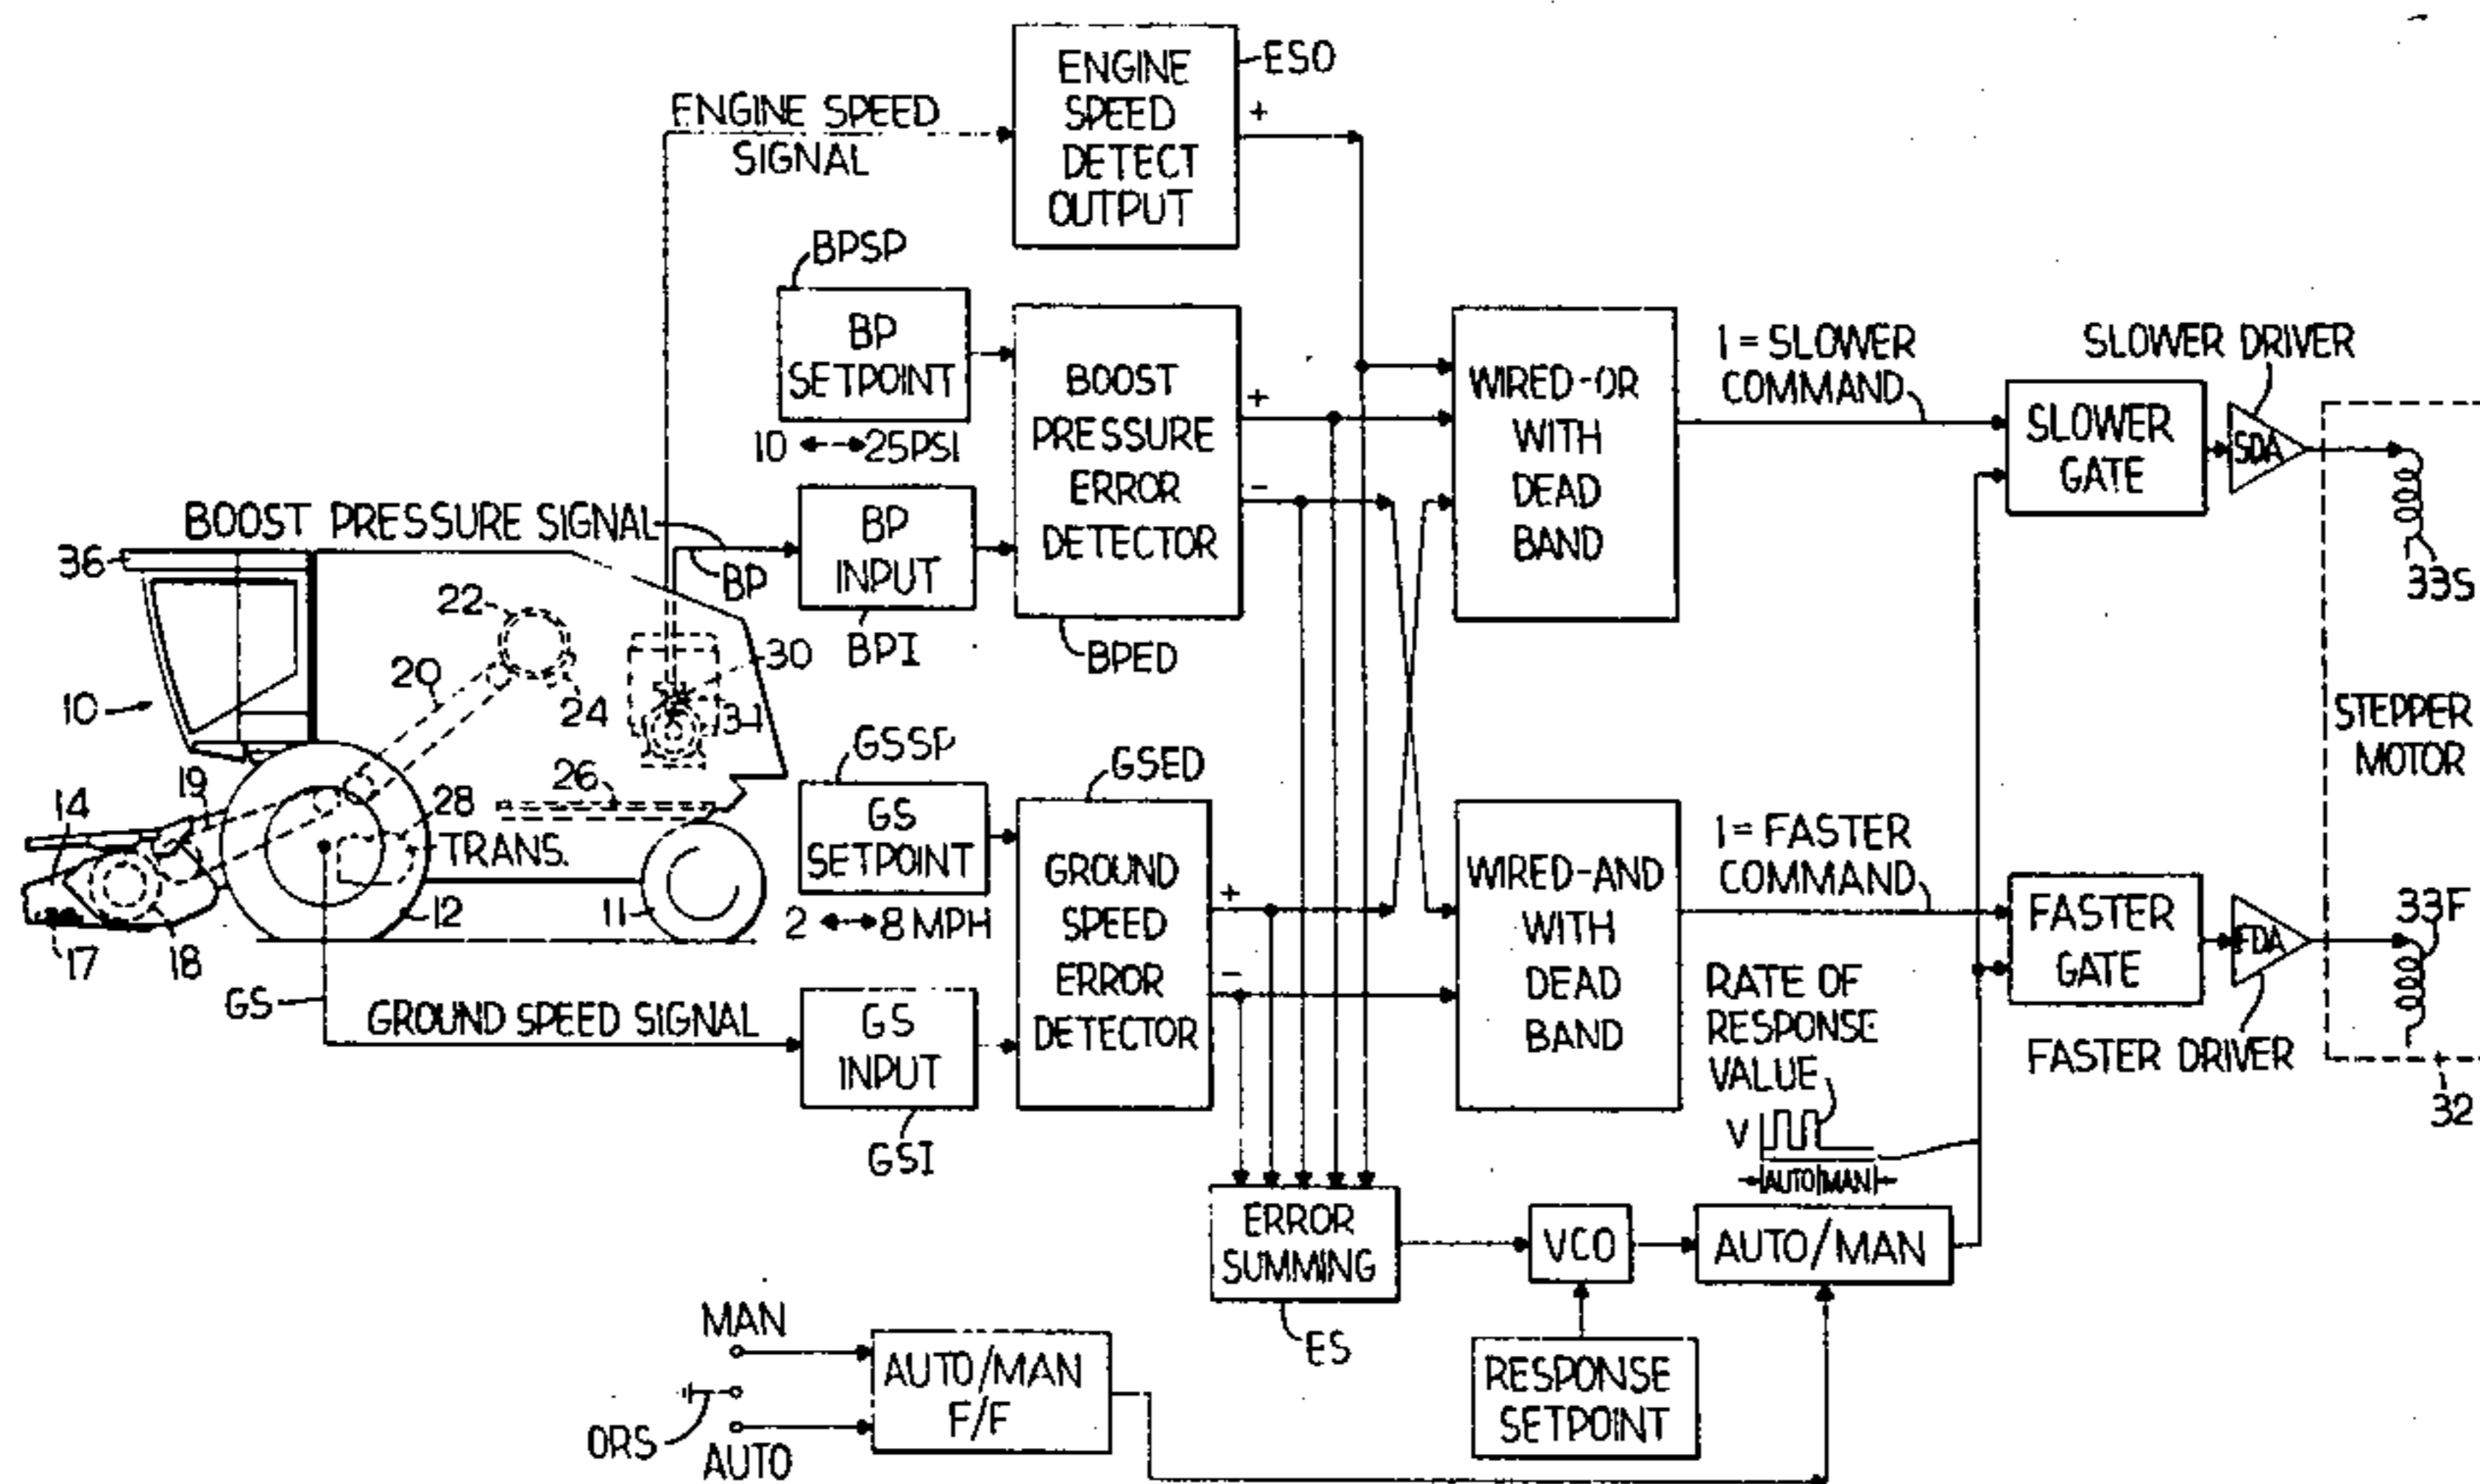 ENGINE
SPEED
DETECT
OUTPUT
ESO
+
ENGINE SPEED
SIGNAL
BPSP
BP
SETPOINT
10 ↔ 25PSI
BOOST PRESSURE SIGNAL
BP
BP
INPUT
BPI
BOOST
PRESSURE
ERROR
DETECTOR
+
-
BPED
WIRED-OR
WITH
DEAD
BAND
1 = SLOWER
COMMAND
SLOWER
GATE
SLOWER DRIVER
SDA
33S
STEPPER
MOTOR
36
22
20
10
24
30
31
19
14
26
28
TRANS.
17
18
12
11
GS
GROUND SPEED SIGNAL
GSSP
GS
SETPOINT
2 ↔ 8 MPH
GS
INPUT
GSI
GSED
GROUND
SPEED
ERROR
DETECTOR
+
-
WIRED-AND
WITH
DEAD
BAND
1 = FASTER
COMMAND
FASTER
GATE
FDA
33F
FASTER DRIVER
32
RATE OF
RESPONSE
VALUE
V
AUTO MAN
ERROR
SUMMING
ES
VCO
AUTO/MAN
RESPONSE
SETPOINT
MAN
ORS
AUTO
AUTO/MAN
F/F